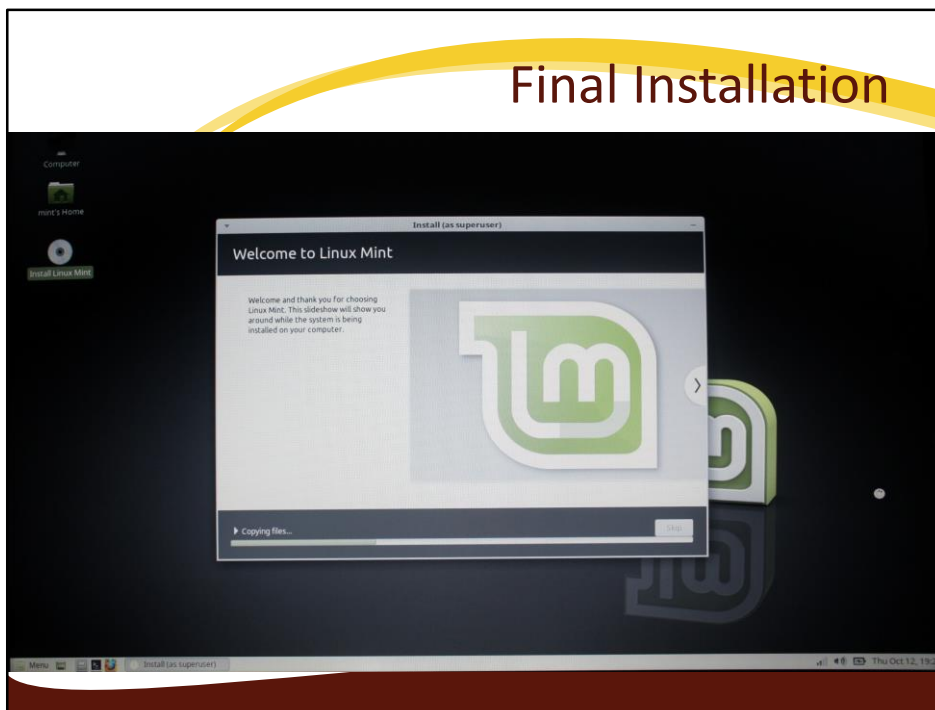 Final Installation
Computer
mint's Home
Install Linux Mint
Install (as superuser)
Welcome to Linux Mint
Welcome and thank you for choosing
Linux Mint. This slideshow will show you
around while the system is being
installed on your computer.
Copying files...
Skip
Menu
Install (as superuser)
Thu Oct 12, 19:2